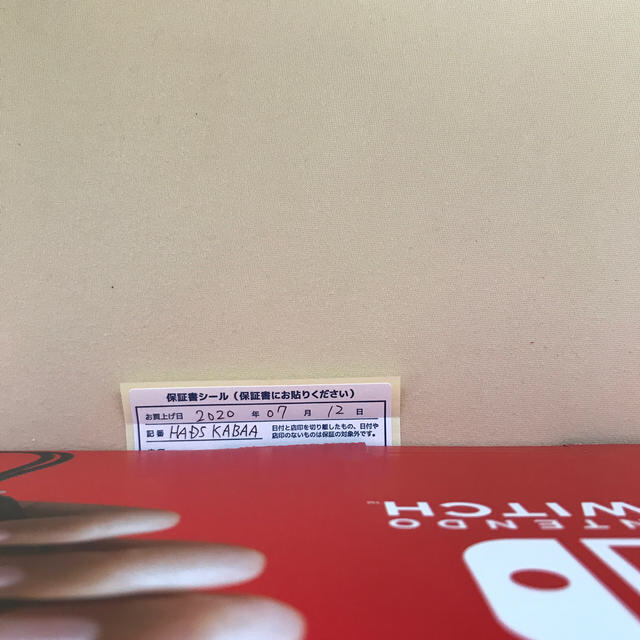 保証書シール(保証書にお貼りください)
お買上げ日 2020 年 07 月 12 日
記番 HADS KABAA 日付と店印を切り離したもの、日付や
店印のないものは保証の対象外です。
SWITCH
NINTENDO